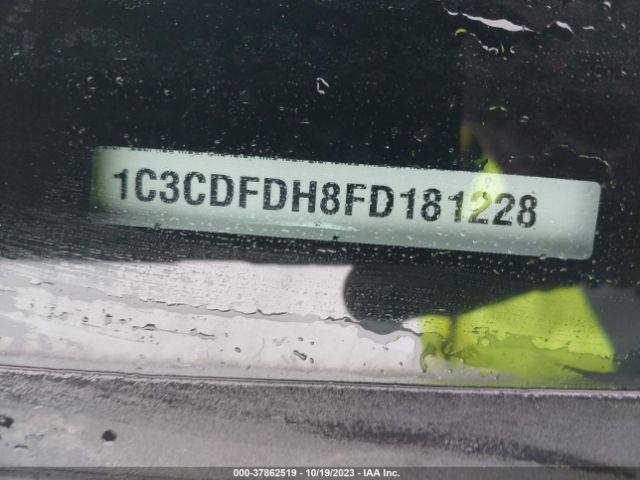 1C3CDFDH8FD181228
000-37862519 - 10/19/2023 - IAA Inc.